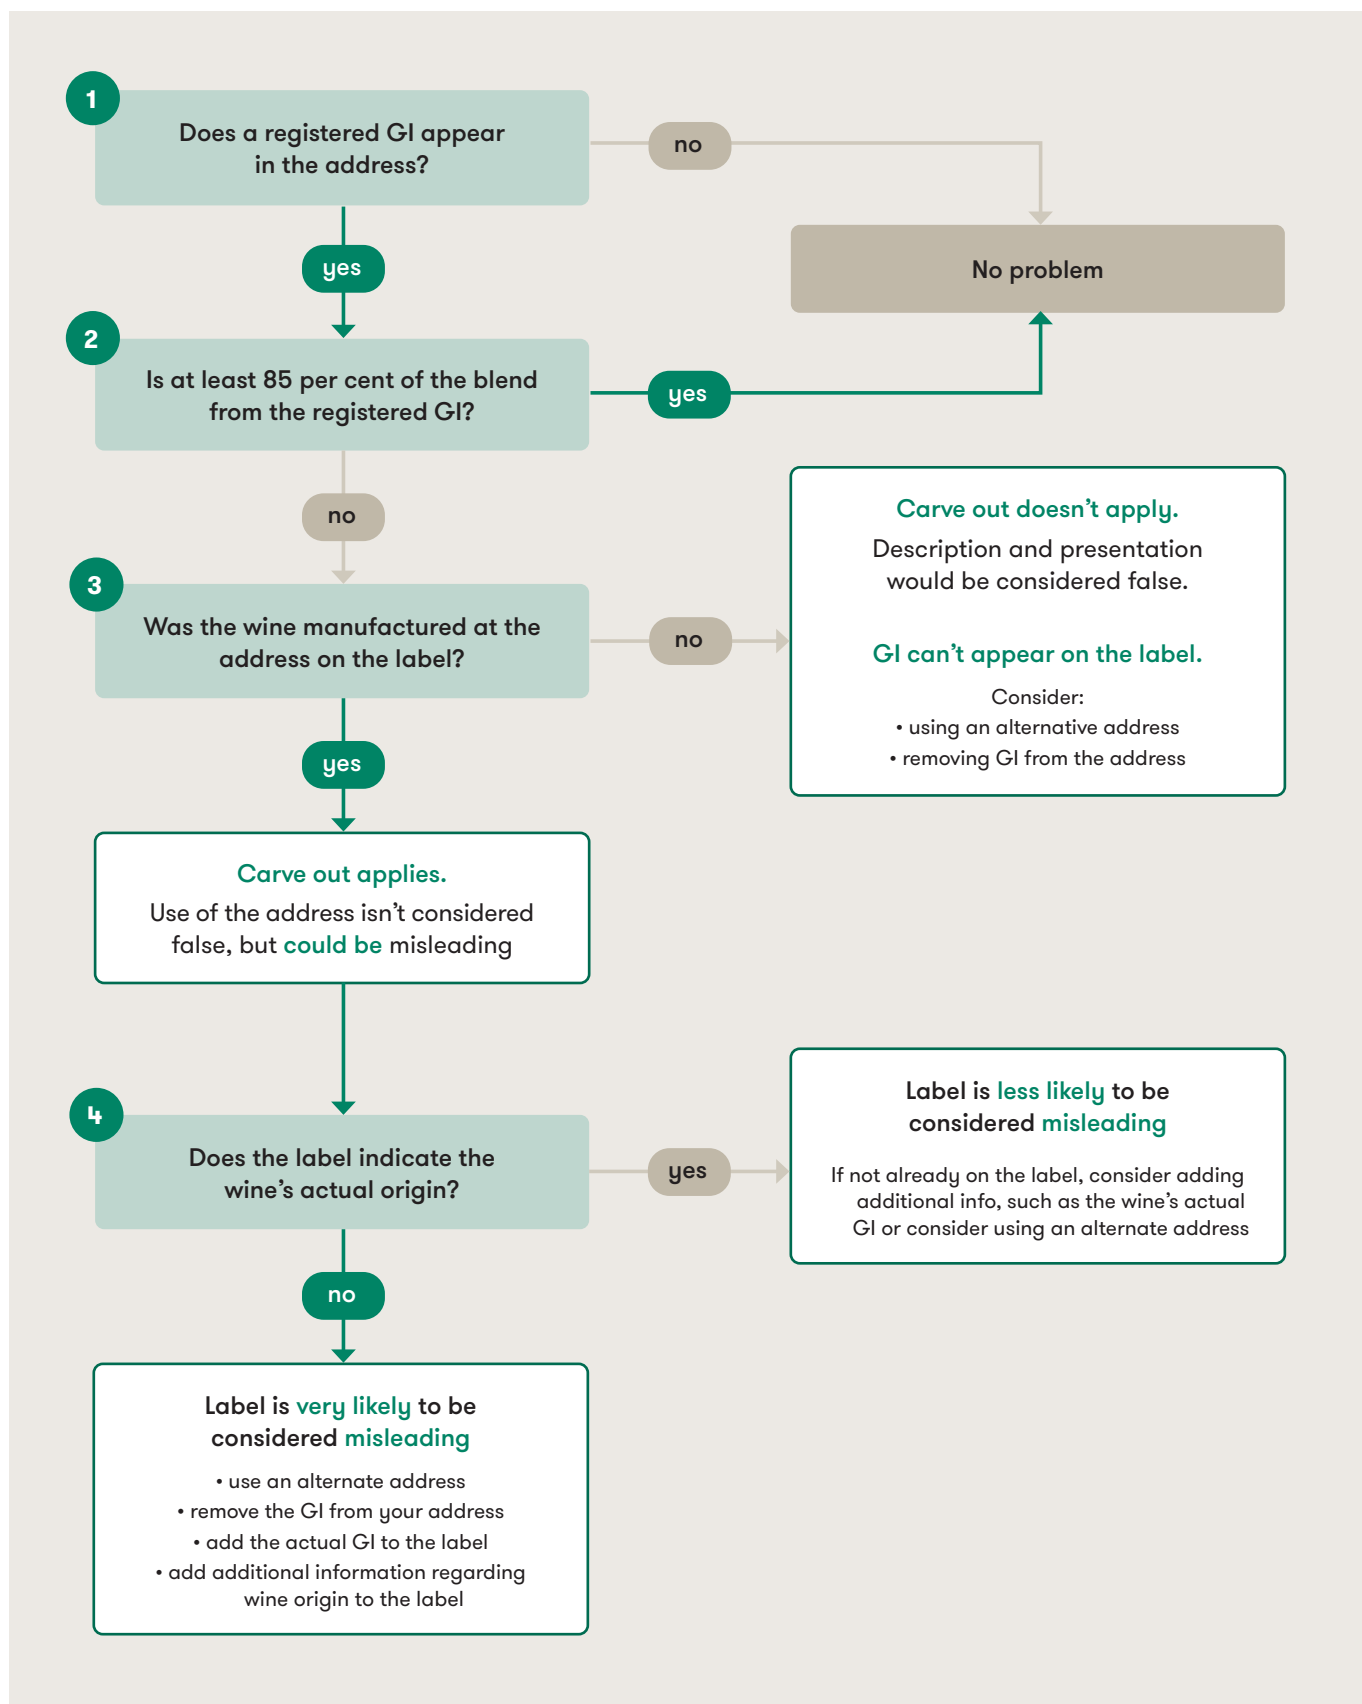 1
Does a registered GI appear
in the address?
no
yes
No problem
2
Is at least 85 per cent of the blend
from the registered GI?
yes
no
3
Was the wine manufactured at the
address on the label?
no
Carve out doesn’t apply.
Description and presentation
would be considered false.
GI can’t appear on the label.
Consider:
• using an alternative address
• removing GI from the address
yes
Carve out applies.
Use of the address isn’t considered
false, but could be misleading
4
Does the label indicate the
wine’s actual origin?
yes
Label is less likely to be
considered misleading
If not already on the label, consider adding
additional info, such as the wine’s actual
GI or consider using an alternate address
no
Label is very likely to be
considered misleading
• use an alternate address
• remove the GI from your address
• add the actual GI to the label
• add additional information regarding
wine origin to the label